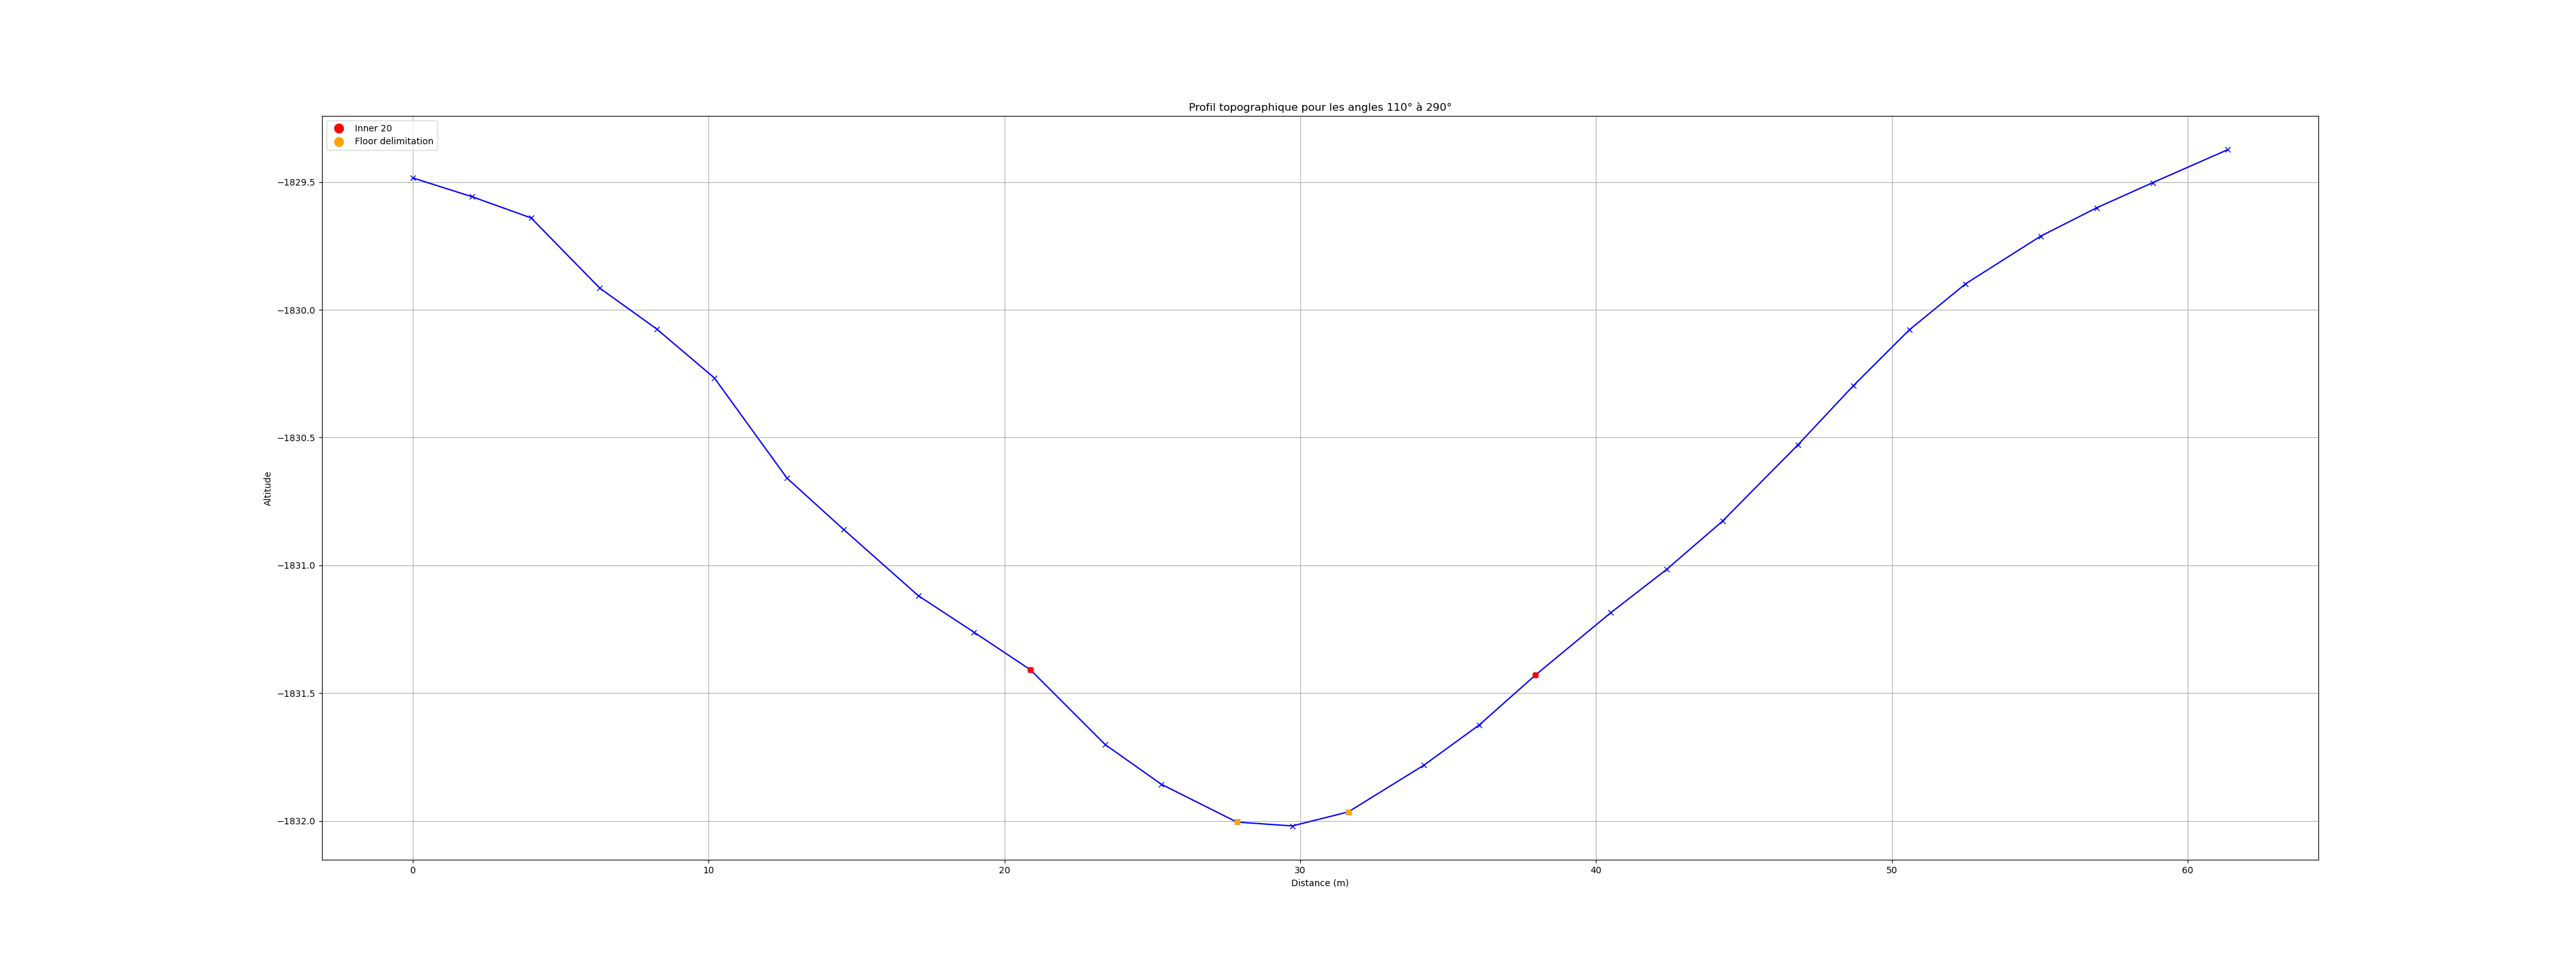 Profil topographique pour les angles 110° à 290°
Inner 20
Floor delimitation
−1829.5
−1830.0
−1830.5
−1831.0
−1831.5
−1832.0
Altitude
0 10 20 30 40 50 60
Distance (m)